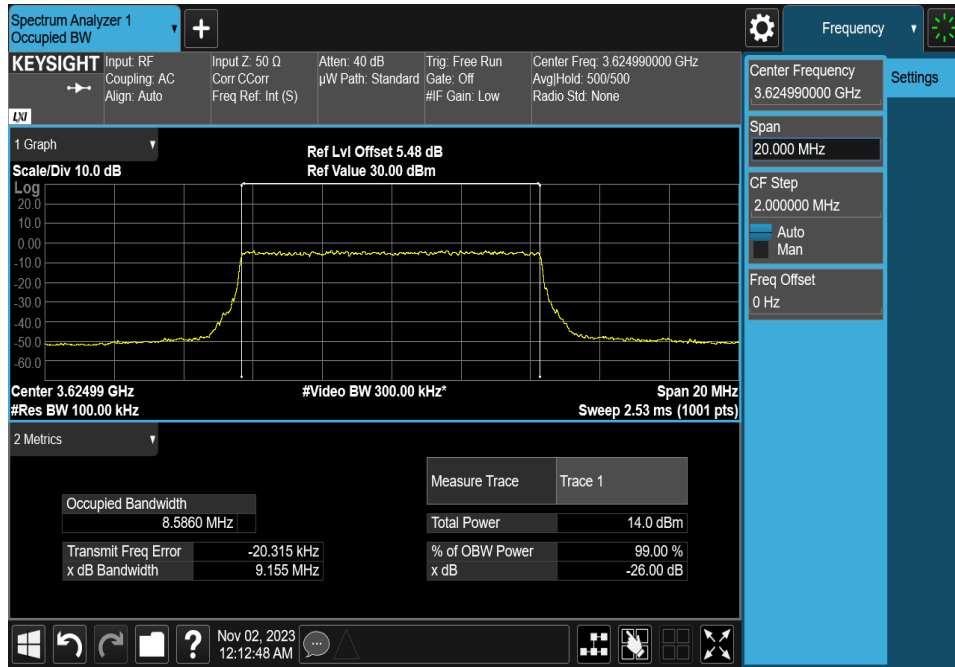 Spectrum Analyzer 1
Occupied BW
+
Frequency
KEYSIGHT
LXI
Input: RF
Coupling: AC
Align: Auto
Input Z: 50 Ω
Corr CCorr
Freq Ref: Int (S)
Atten: 40 dB
µW Path: Standard
Trig: Free Run
Gate: Off
#IF Gain: Low
Center Freq: 3.624990000 GHz
Avg|Hold: 500/500
Radio Std: None
Center Frequency
3.624990000 GHz
Settings
Span
20.000 MHz
CF Step
2.000000 MHz
Auto
Man
Freq Offset
0 Hz
1 Graph
Scale/Div 10.0 dB
Ref Lvl Offset 5.48 dB
Ref Value 30.00 dBm
Log
20.0
10.0
0.00
-10.0
-20.0
-30.0
-40.0
-50.0
-60.0
Center 3.62499 GHz
#Video BW 300.00 kHz*
Span 20 MHz
#Res BW 100.00 kHz
Sweep 2.53 ms (1001 pts)
2 Metrics
Measure Trace Trace 1
Occupied Bandwidth
8.5860 MHz
Total Power 14.0 dBm
Transmit Freq Error -20.315 kHz
% of OBW Power 99.00 %
x dB Bandwidth 9.155 MHz
x dB -26.00 dB
?
Nov 02, 2023
12:12:48 AM